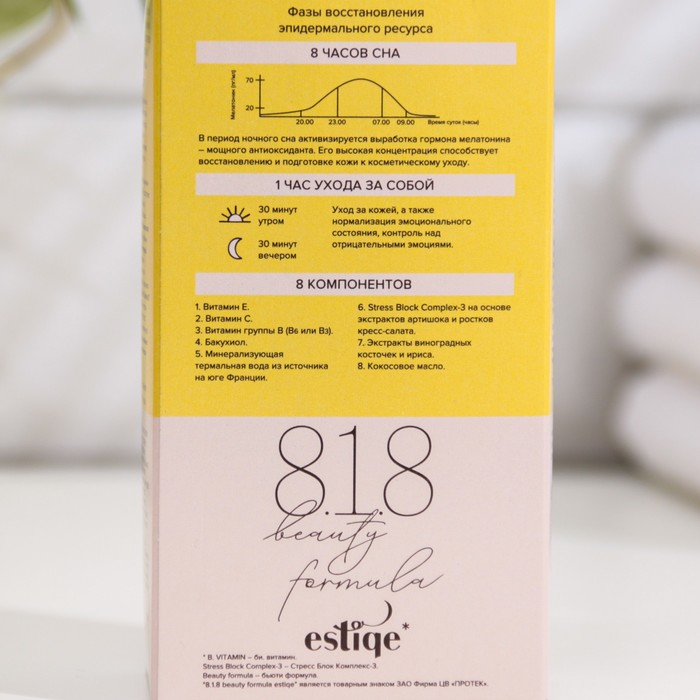 Фазы восстановления
эпидермального ресурса
8 ЧАСОВ СНА
Мелатонин (пг/мл)
70
20
20.00 23.00 07.00 09.00 Время суток (часы)
В период ночного сна активизируется выработка гормона мелатонина
– мощного антиоксиданта. Его высокая концентрация способствует
восстановлению и подготовке кожи к косметическому уходу.
1 ЧАС УХОДА ЗА СОБОЙ
30 минут
утром
30 минут
вечером
Уход за кожей, а также
нормализация эмоционального
состояния, контроль над
отрицательными эмоциями.
8 КОМПОНЕНТОВ
1. Витамин Е.
2. Витамин С.
3. Витамин группы В (В6 или В3).
4. Бакухиол.
5. Минерализующая
термальная вода из источника
на юге Франции.
6. Stress Block Complex-3 на основе
экстрактов артишока и ростков
кресс-салата.
7. Экстракты виноградных
косточек и ириса.
8. Кокосовое масло.
8.1.8
beauty
formula
estiqe*
* B. VITAMIN – би. витамин.
Stress Block Complex-3 – Стресс Блок Комплекс-3.
Beauty formula – бьюти формула.
"8.1.8 beauty formula estiqe" является товарным знаком ЗАО Фирма ЦВ «ПРОТЕК».